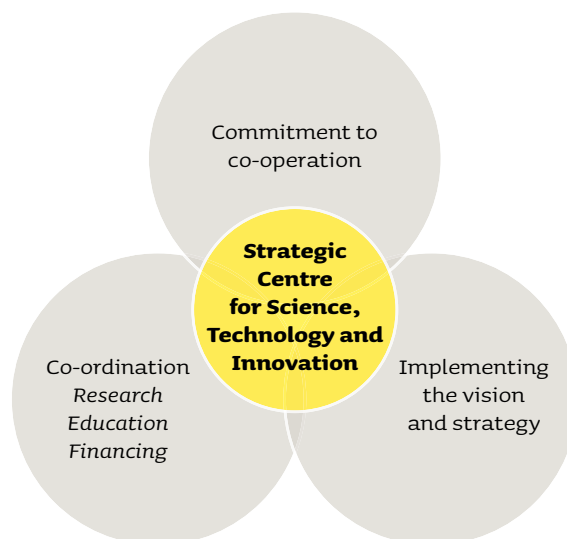 Commitment to
co-operation
Strategic
Centre
for Science,
Technology and
Innovation
Co-ordination
Research
Education
Financing
Implementing
the vision
and strategy